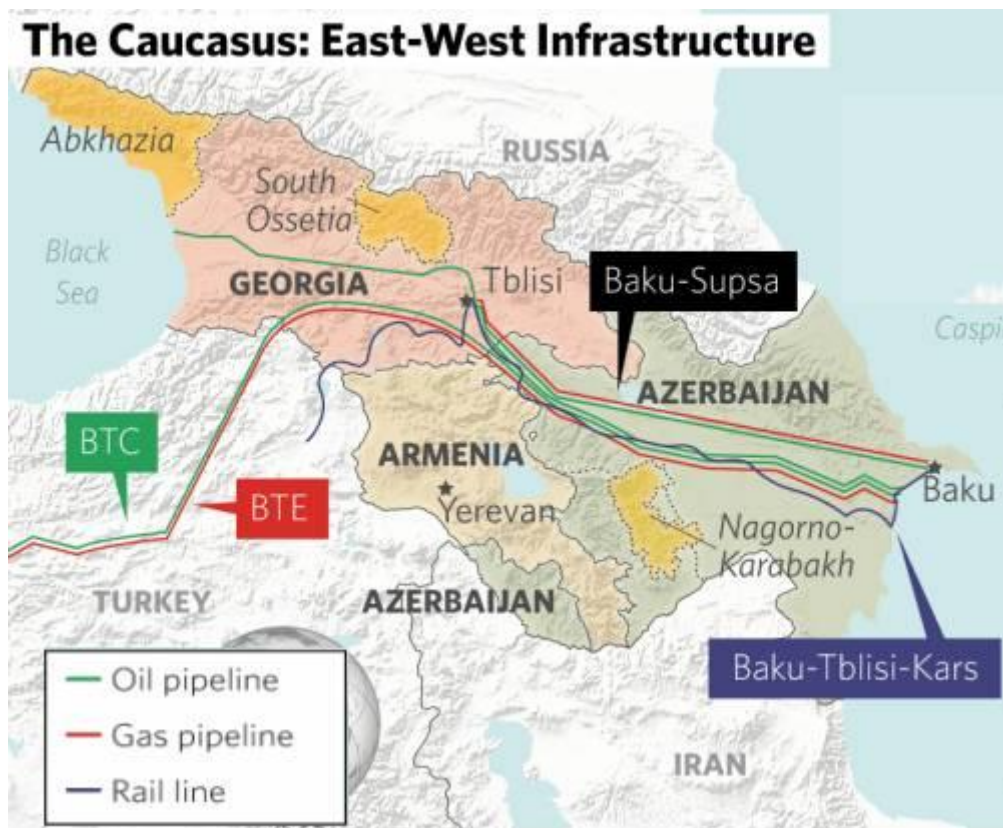 The Caucasus: East-West Infrastructure
Abkhazia
RUSSIA
South
Ossetia
Black
Sea
GEORGIA
Tblisi
Baku-Supsa
Caspi
AZERBAIJAN
BTC
ARMENIA
BTE
Yerevan
Baku
Nagorno-
Karabakh
TURKEY
AZERBAIJAN
Baku-Tblisi-Kars
Oil pipeline
Gas pipeline
Rail line
IRAN